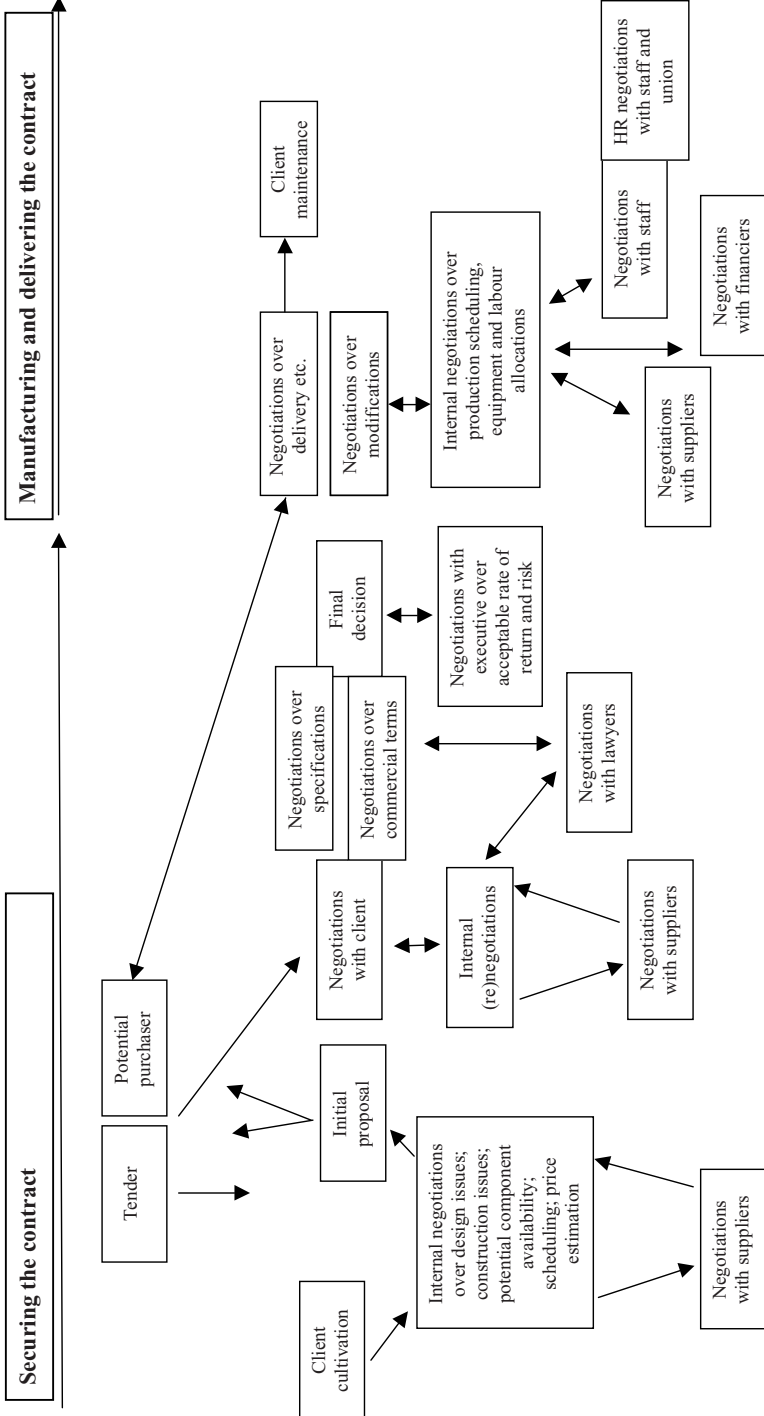 Securing the contract
Manufacturing and delivering the contract
Tender
Potential
purchaser
Client
cultivation
Initial
proposal
Internal negotiations
over design issues;
construction issues;
potential component
availability;
scheduling; price
estimation
Negotiations
with suppliers
Negotiations
with client
Internal
(re)negotiations
Negotiations
with suppliers
Negotiations over
specifications
Negotiations over
commercial terms
Negotiations
with lawyers
Final
decision
Negotiations with
executive over
acceptable rate of
return and risk
Negotiations over
delivery etc.
Negotiations over
modifications
Client
maintenance
Internal negotiations over
production scheduling,
equipment and labour
allocations
Negotiations
with suppliers
Negotiations
with financiers
Negotiations
with staff
HR negotiations
with staff and
union